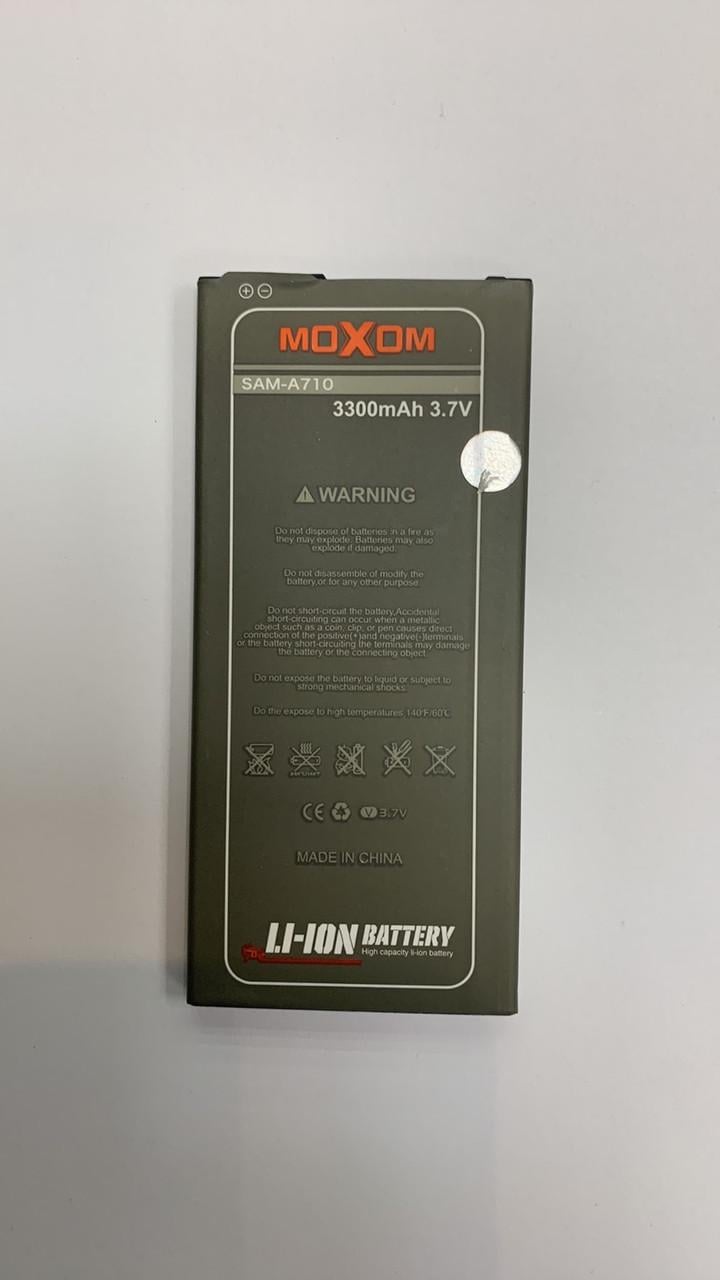 MOXOM
SAM-A710
3300mAh 3.7V
WARNING
Do not dispose of batteries in a fire as
they may explode. Batteries may also
explode if damaged.
Do not disassemble of modify the
battery,or for any other purpose
Do not short-circuit the battery,Accidental
short-circuiting can occur when a metallic
object such as a coin, clip, or pen causes direct
connection of the positive(+)and negative(-)terminals
or the battery short-circuiting the terminals may damage
the battery or the connecting object.
Do not expose the battery to liquid or subject to
strong mechanical shocks.
Do the expose to high temperatures 140°F/60°C
CE V 3.7V
MADE IN CHINA
LI-ION BATTERY
High capacity li-ion battery